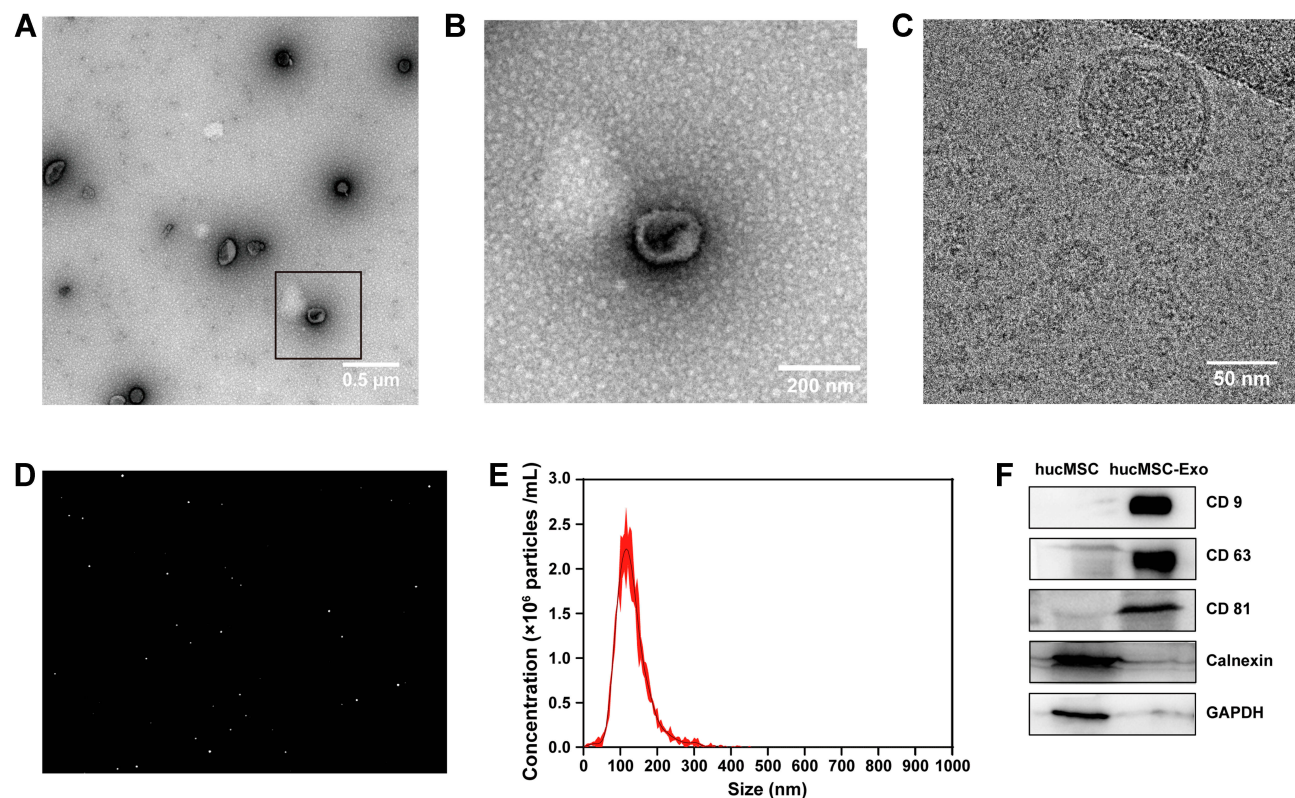 A
B
C
0.5 µm
200 nm
50 nm
D
E
F
Concentration (×10⁶ particles /mL)
3.0
2.5
2.0
1.5
1.0
0.5
0.0
0 100 200 300 400 500 600 700 800 900 1000
Size (nm)
hucMSC hucMSC-Exo
CD 9
CD 63
CD 81
Calnexin
GAPDH